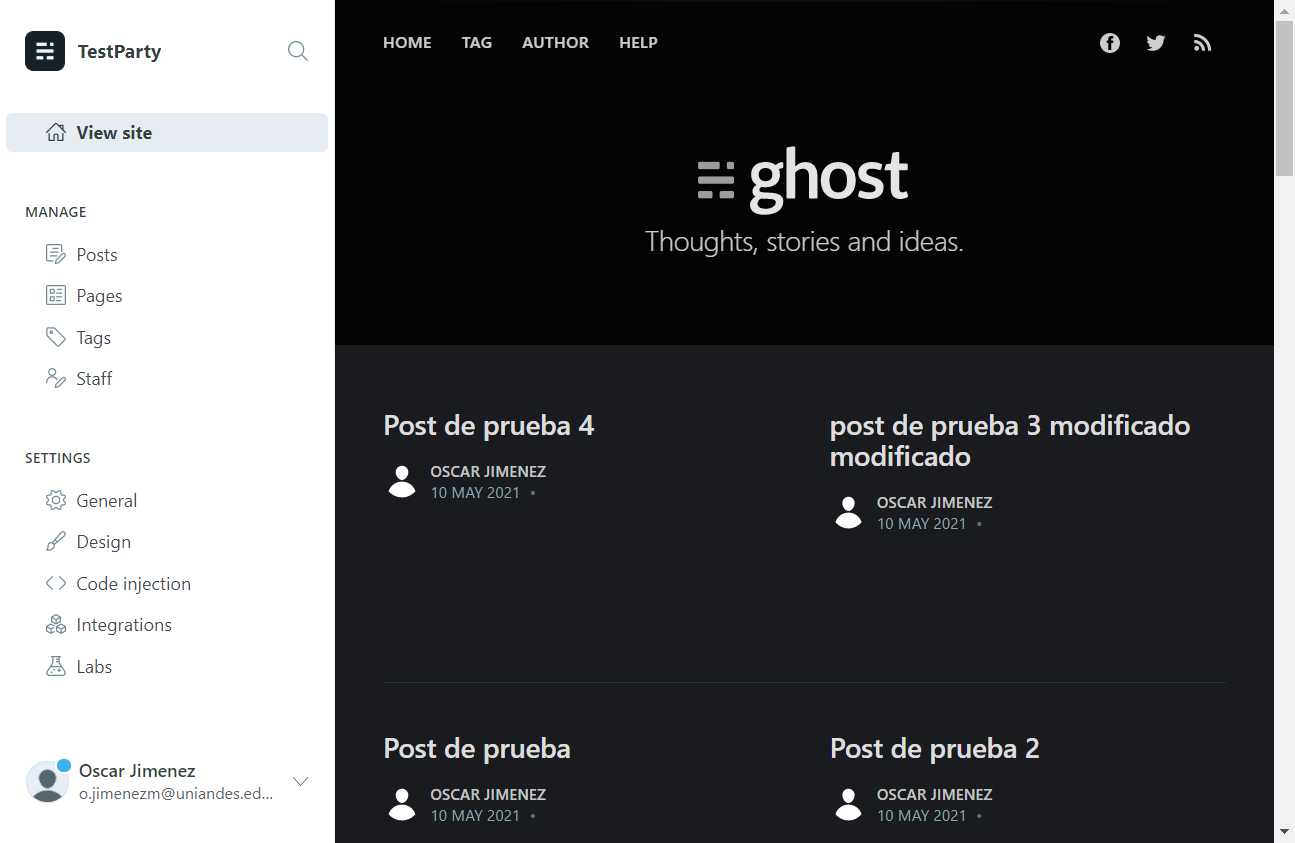 TestParty
View site
MANAGE
Posts
Pages
Tags
Staff
SETTINGS
General
Design
Code injection
Integrations
Labs
Oscar Jimenez
o.jimenezm@uniandes.ed...
HOME TAG AUTHOR HELP
ghost
Thoughts, stories and ideas.
Post de prueba 4
OSCAR JIMENEZ
10 MAY 2021 •
post de prueba 3 modificado
modificado
OSCAR JIMENEZ
10 MAY 2021 •
Post de prueba
OSCAR JIMENEZ
10 MAY 2021 •
Post de prueba 2
OSCAR JIMENEZ
10 MAY 2021 •